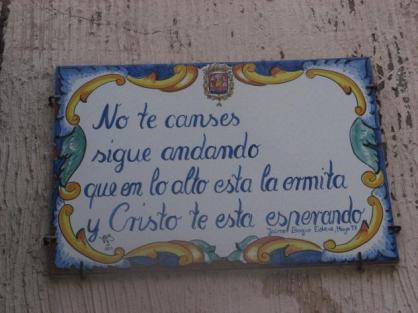 No te canses
sigue andando
que en lo alto esta la ermita
y Cristo te esta esperando